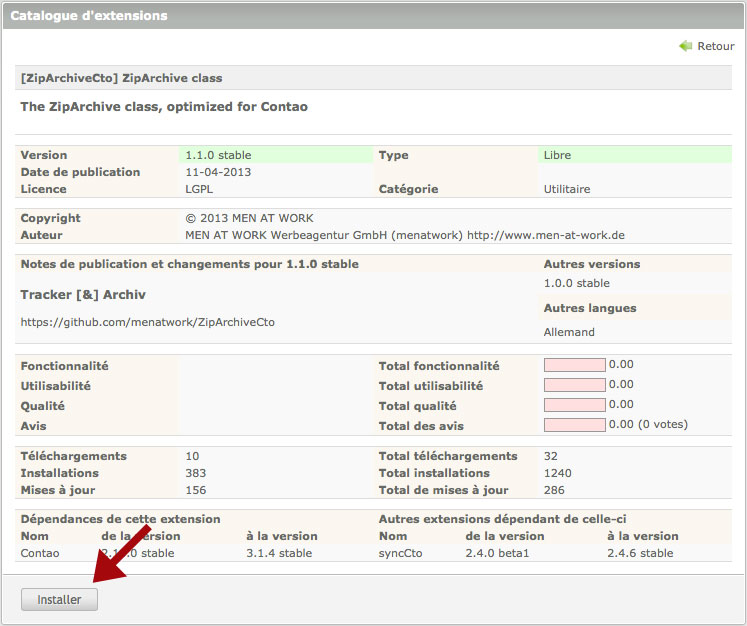 Catalogue d'extensions
Retour
[ZipArchiveCto] ZipArchive class
The ZipArchive class, optimized for Contao
Version 1.1.0 stable Type Libre
Date de publication 11-04-2013
Licence LGPL Catégorie Utilitaire
Copyright © 2013 MEN AT WORK
Auteur MEN AT WORK Werbeagentur GmbH (menatwork) http://www.men-at-work.de
Notes de publication et changements pour 1.1.0 stable Autres versions
1.0.0 stable
Tracker [&] Archiv
Autres langues
https://github.com/menatwork/ZipArchiveCto
Allemand
Fonctionnalité Total fonctionnalité 0.00
Utilisabilité Total utilisabilité 0.00
Qualité Total qualité 0.00
Avis Total des avis 0.00 (0 votes)
Téléchargements 10 Total téléchargements 32
Installations 383 Total installations 1240
Mises à jour 156 Total de mises à jour 286
Dépendances de cette extension Autres extensions dépendant de celle-ci
Nom de la version à la version Nom de la version à la version
Contao stable 3.1.4 stable syncCto 2.4.0 beta1 2.4.6 stable
Installer